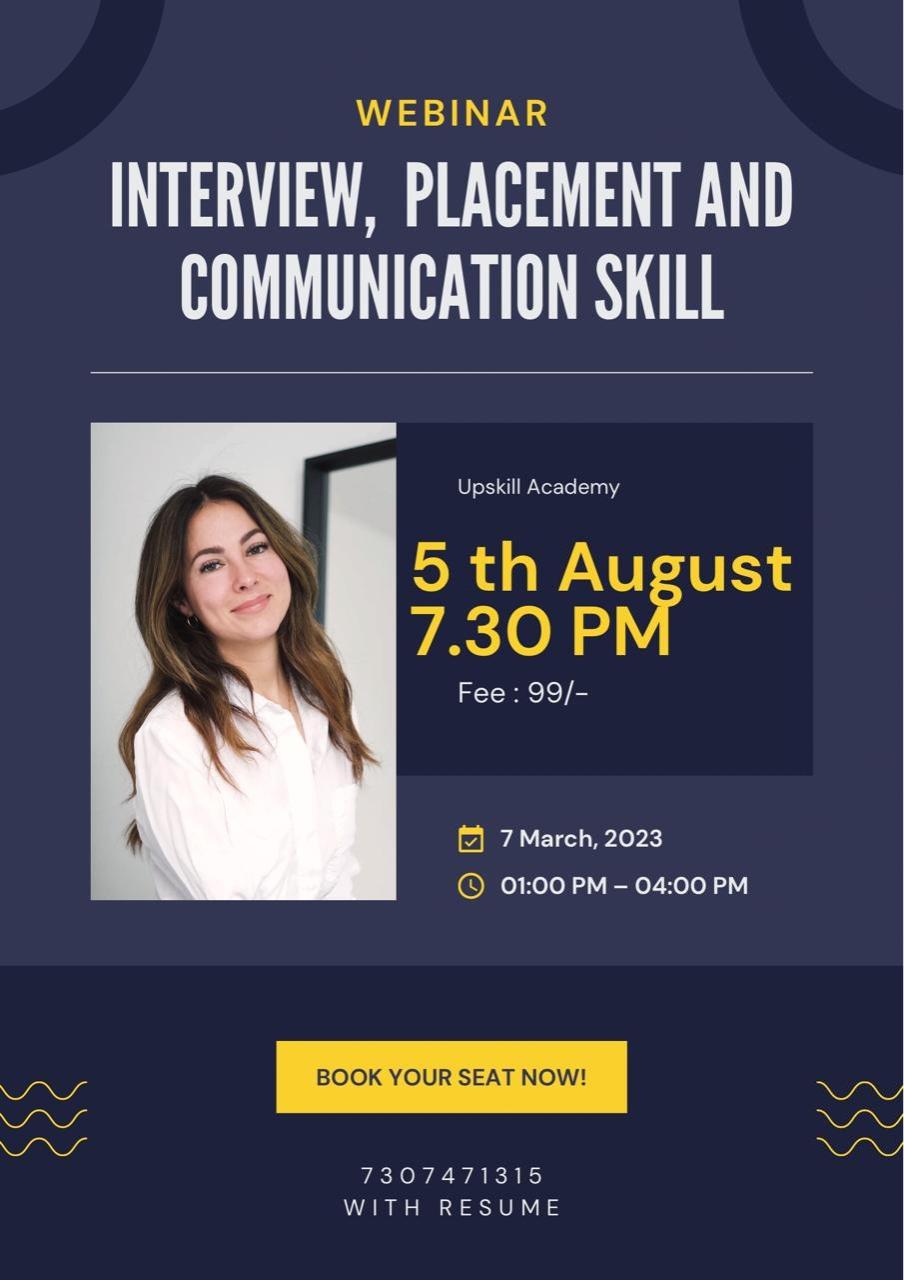 WEBINAR
INTERVIEW, PLACEMENT AND
COMMUNICATION SKILL
Upskill Academy
5 th August
7.30 PM
Fee : 99/-
7 March, 2023
01:00 PM – 04:00 PM
BOOK YOUR SEAT NOW!
7307471315
WITH RESUME